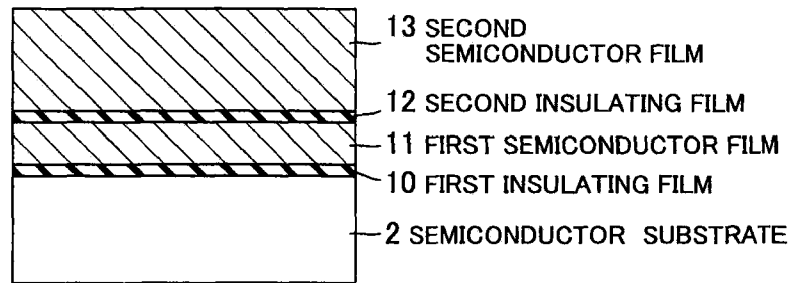 13 SECOND
SEMICONDUCTOR FILM
12 SECOND INSULATING FILM
11 FIRST SEMICONDUCTOR FILM
10 FIRST INSULATING FILM
2 SEMICONDUCTOR SUBSTRATE